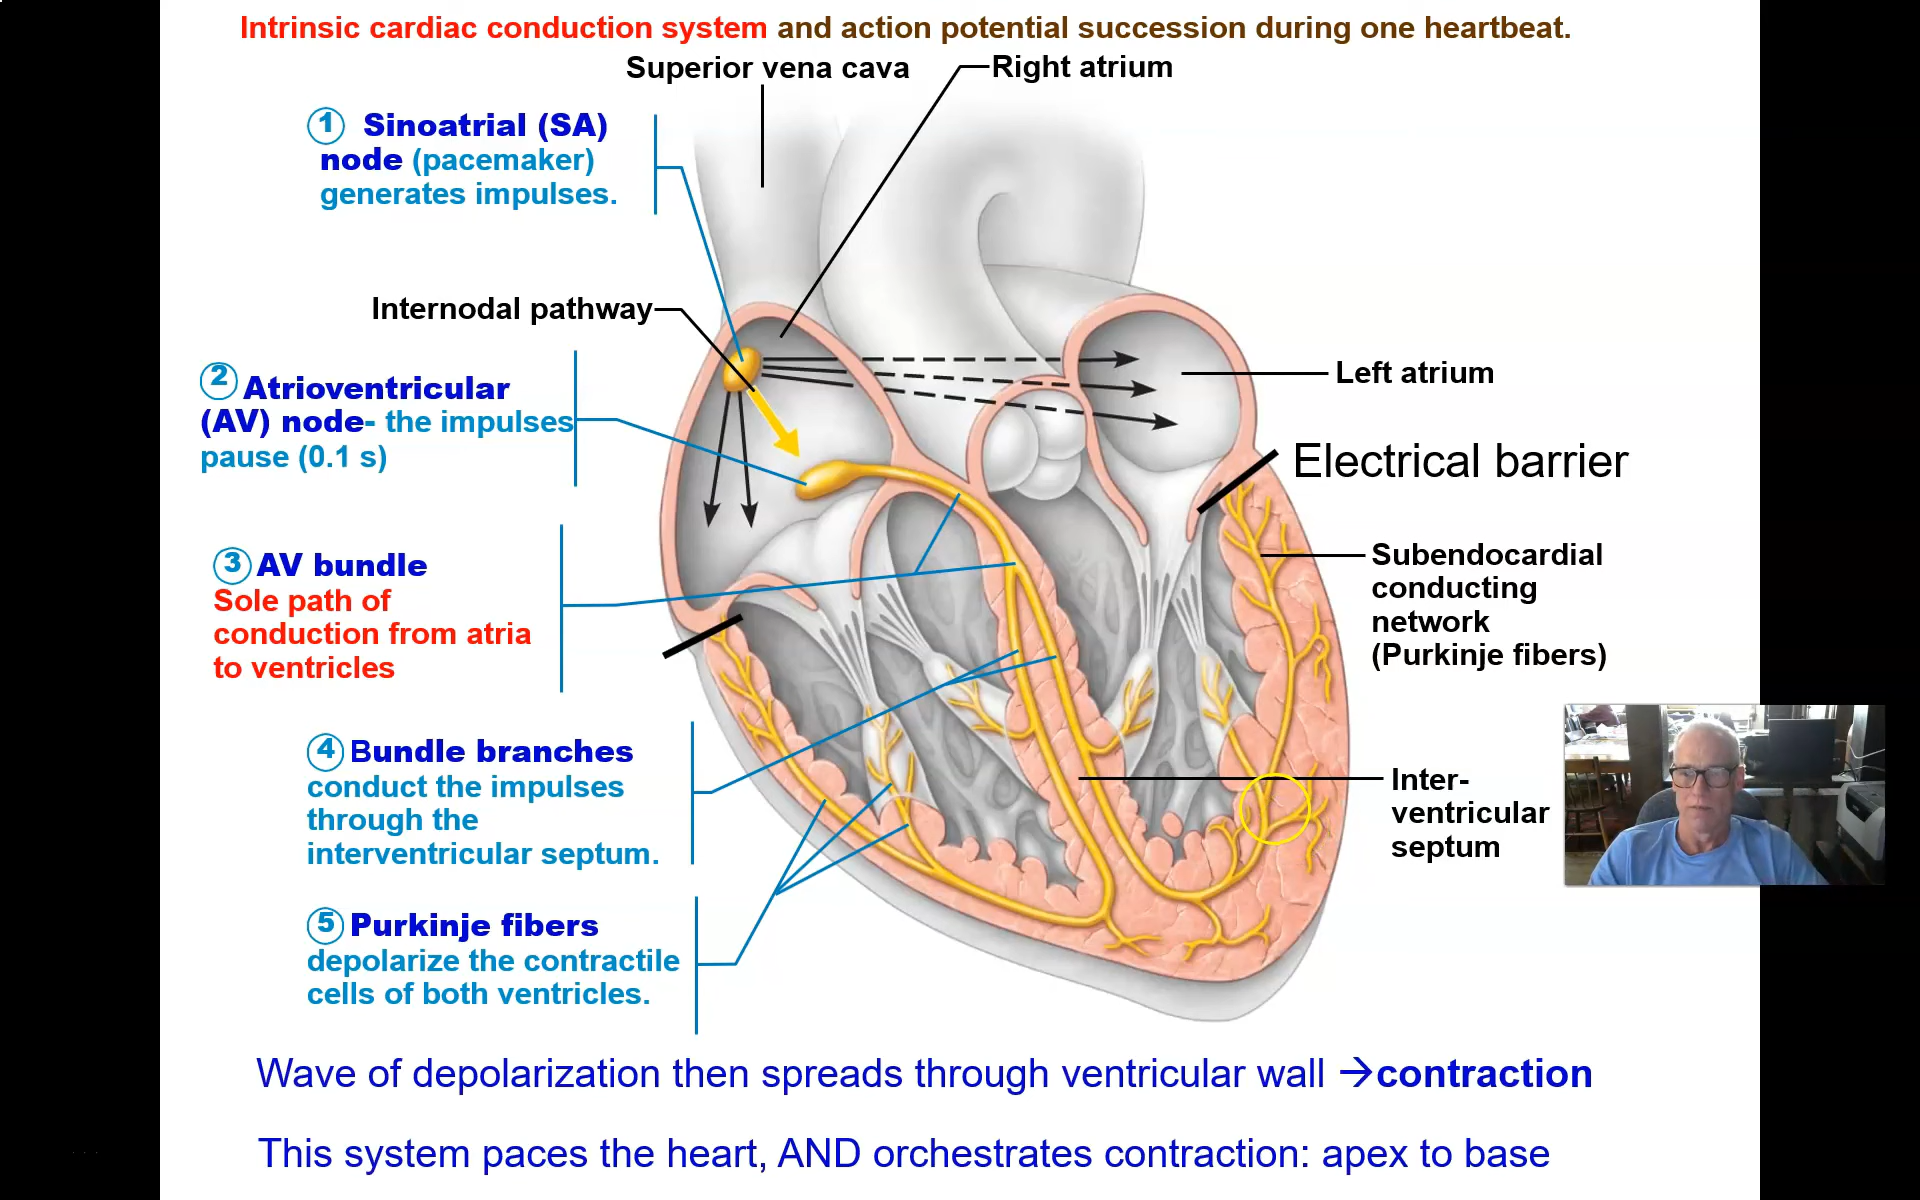 Intrinsic cardiac conduction system and action potential succession during one heartbeat.
Superior vena cava
Right atrium
1 Sinoatrial (SA)
node (pacemaker)
generates impulses.
Internodal pathway
2 Atrioventricular
(AV) node- the impulses
pause (0.1 s)
Left atrium
Electrical barrier
3 AV bundle
Sole path of
conduction from atria
to ventricles
Subendocardial
conducting
network
(Purkinje fibers)
4 Bundle branches
conduct the impulses
through the
interventricular septum.
Inter-
ventricular
septum
5 Purkinje fibers
depolarize the contractile
cells of both ventricles.
Wave of depolarization then spreads through ventricular wall →contraction
This system paces the heart, AND orchestrates contraction: apex to base